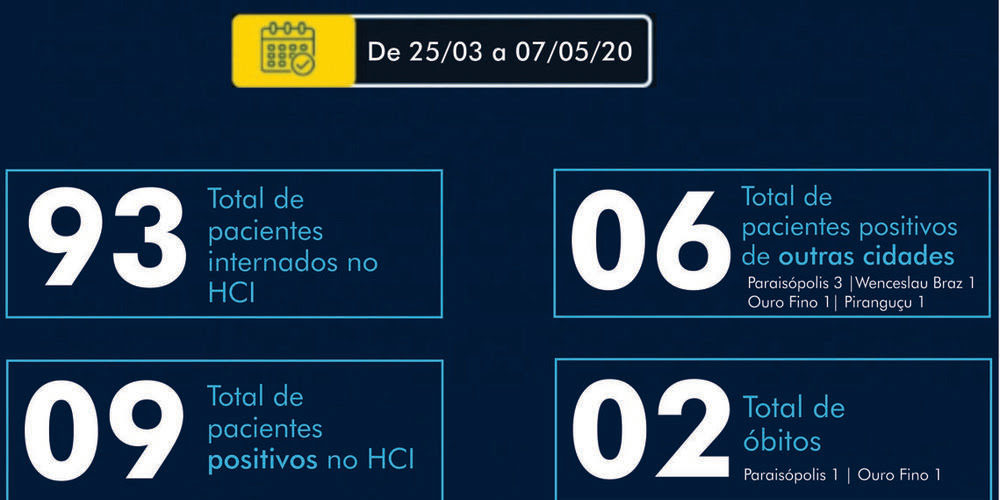 De 25/03 a 07/05/20
93
Total de
pacientes
internados no
HCI
06
Total de
pacientes positivos
de outras cidades
Paraisópolis 3 |Wenceslau Braz 1
Ouro Fino 1| Piranguçu 1
09
Total de
pacientes
positivos no HCI
02
Total de
óbitos
Paraisópolis 1 | Ouro Fino 1